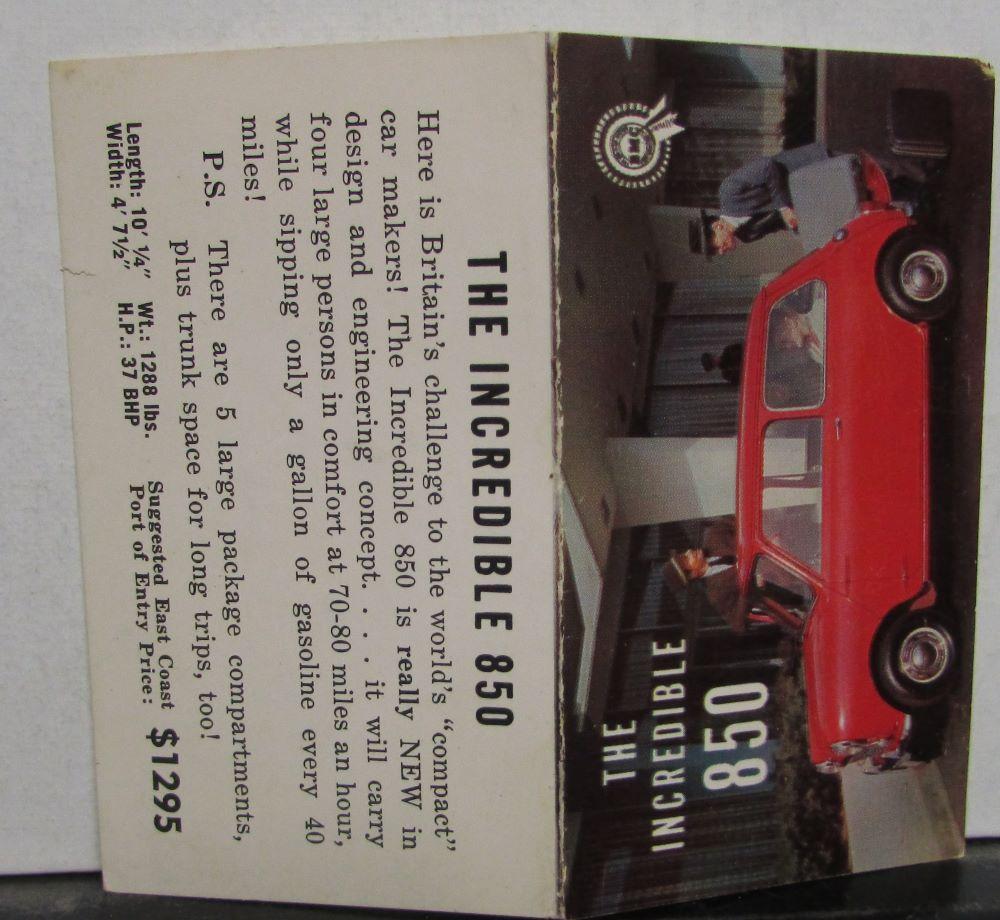 THE
INCREDIBLE
850
BMC
THE INCREDIBLE 850
Here is Britain's challenge to the world's "compact"
car makers! The Incredible 850 is really NEW in
design and engineering concept. . . . it will carry
four large persons in comfort at 70-80 miles an hour,
while sipping only a gallon of gasoline every 40
miles!
P.S. There are 5 large package compartments,
plus trunk space for long trips, too!
Length: 10' ¼" Wt.: 1288 lbs. Suggested East Coast
Width: 4' 7½" H.P.: 37 BHP Port of Entry Price: $1295